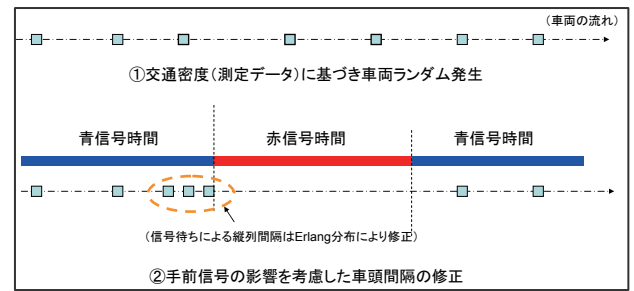 (車両の流れ)
①交通密度(測定データ)に基づき車両ランダム発生
青信号時間
赤信号時間
青信号時間
(信号待ちによる縦列間隔はErlang分布により修正)
②手前信号の影響を考慮した車頭間隔の修正